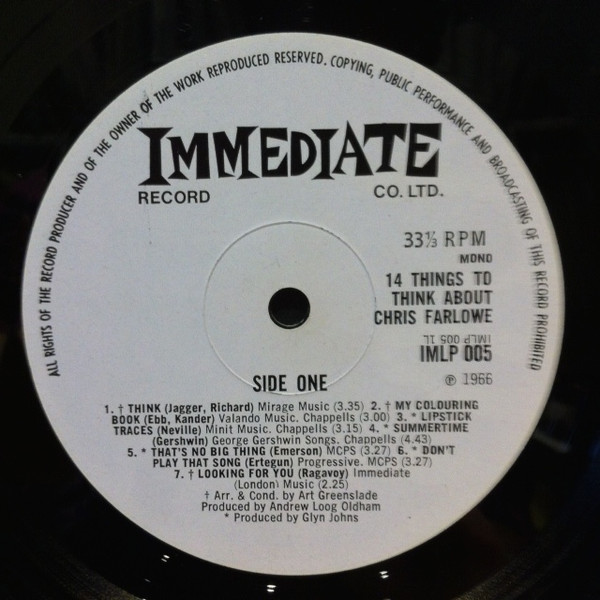 ALL RIGHTS OF THE RECORD PRODUCER AND OF THE OWNER OF THE WORK REPRODUCED RESERVED. COPYING, PUBLIC PERFORMANCE AND BROADCASTING OF THIS RECORD PROHIBITED
IMMEDIATE
RECORD CO. LTD.
33⅓ RPM
MONO
14 THINGS TO
THINK ABOUT
CHRIS FARLOWE
IMLP 005 1L
IMLP 005
SIDE ONE
℗ 1966
1. † THINK (Jagger, Richard) Mirage Music (3.35) 2. † MY COLOURING
BOOK (Ebb, Kander) Valando Music. Chappells (3.00) 3. * LIPSTICK
TRACES (Neville) Minit Music. Chappells (3.15) 4. * SUMMERTIME
(Gershwin) George Gershwin Songs. Chappells (4.43)
5. * THAT'S NO BIG THING (Emerson) MCPS (3.27) 6. * DON'T
PLAY THAT SONG (Ertegun) Progressive. MCPS (3.27)
7. † LOOKING FOR YOU (Ragavoy) Immediate
(London) Music (2.25)
† Arr. & Cond. by Art Greenslade
Produced by Andrew Loog Oldham
* Produced by Glyn Johns